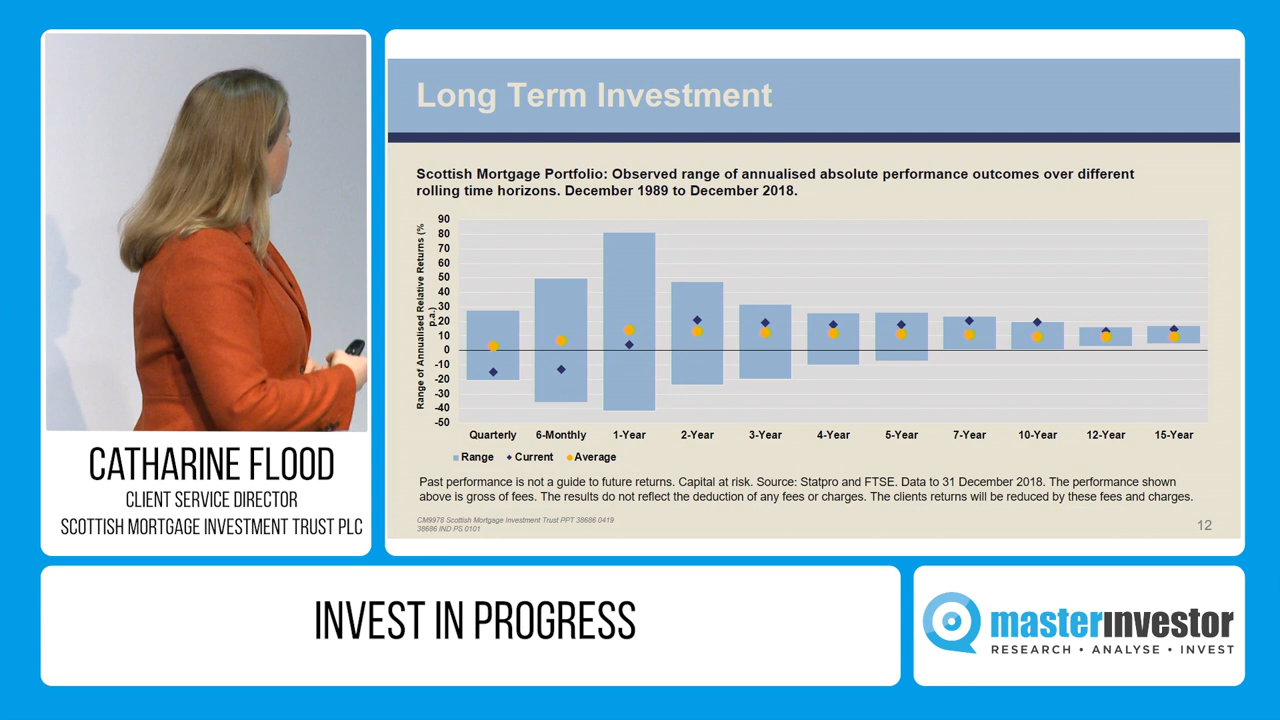 Long Term Investment
Scottish Mortgage Portfolio: Observed range of annualised absolute performance outcomes over different
rolling time horizons. December 1989 to December 2018.
Range of Annualised Relative Returns (%
p.a.)
90
80
70
60
50
40
30
20
10
0
-10
-20
-30
-40
-50
Quarterly 6-Monthly 1-Year 2-Year 3-Year 4-Year 5-Year 7-Year 10-Year 12-Year 15-Year
Range Current Average
Past performance is not a guide to future returns. Capital at risk. Source: Statpro and FTSE. Data to 31 December 2018. The performance shown
above is gross of fees. The results do not reflect the deduction of any fees or charges. The clients returns will be reduced by these fees and charges.
CM9978 Scottish Mortgage Investment Trust PPT 38686 0419
38686 IND PS 0101
12
CATHARINE FLOOD
CLIENT SERVICE DIRECTOR
SCOTTISH MORTGAGE INVESTMENT TRUST PLC
INVEST IN PROGRESS
masterinvestor
RESEARCH • ANALYSE • INVEST